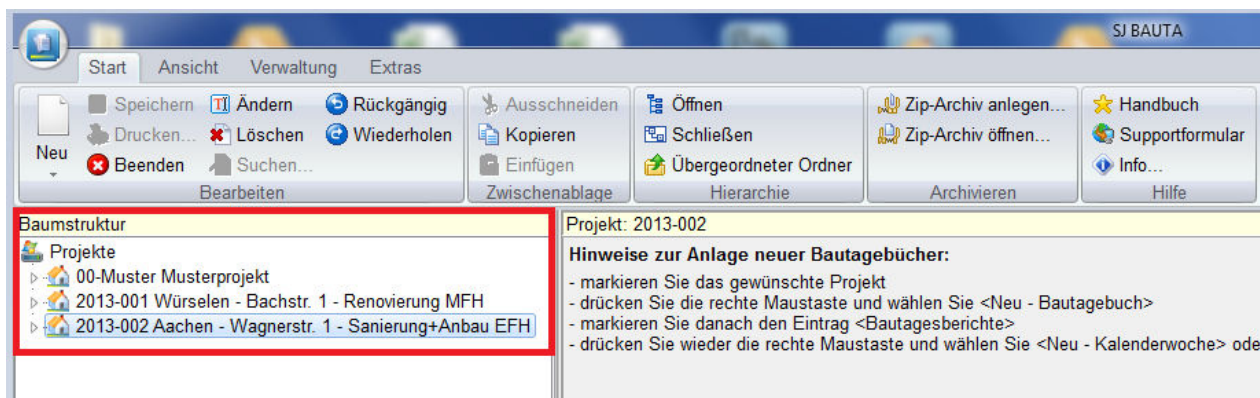 SJ BAUTA
Start Ansicht Verwaltung Extras
Neu
Speichern Ändern Rückgängig
Drucken... Löschen Wiederholen
Beenden Suchen...
Bearbeiten
Ausschneiden
Kopieren
Einfügen
Zwischenablage
Öffnen
Schließen
Übergeordneter Ordner
Hierarchie
Zip-Archiv anlegen...
Zip-Archiv öffnen...
Archivieren
Handbuch
Supportformular
Info...
Hilfe
Baumstruktur
Projekte
00-Muster Musterprojekt
2013-001 Würselen - Bachstr. 1 - Renovierung MFH
2013-002 Aachen - Wagnerstr. 1 - Sanierung+Anbau EFH
Projekt: 2013-002
Hinweise zur Anlage neuer Bautagebücher:
- markieren Sie das gewünschte Projekt
- drücken Sie die rechte Maustaste und wählen Sie <Neu - Bautagebuch>
- markieren Sie danach den Eintrag <Bautagesberichte>
- drücken Sie wieder die rechte Maustaste und wählen Sie <Neu - Kalenderwoche> ode